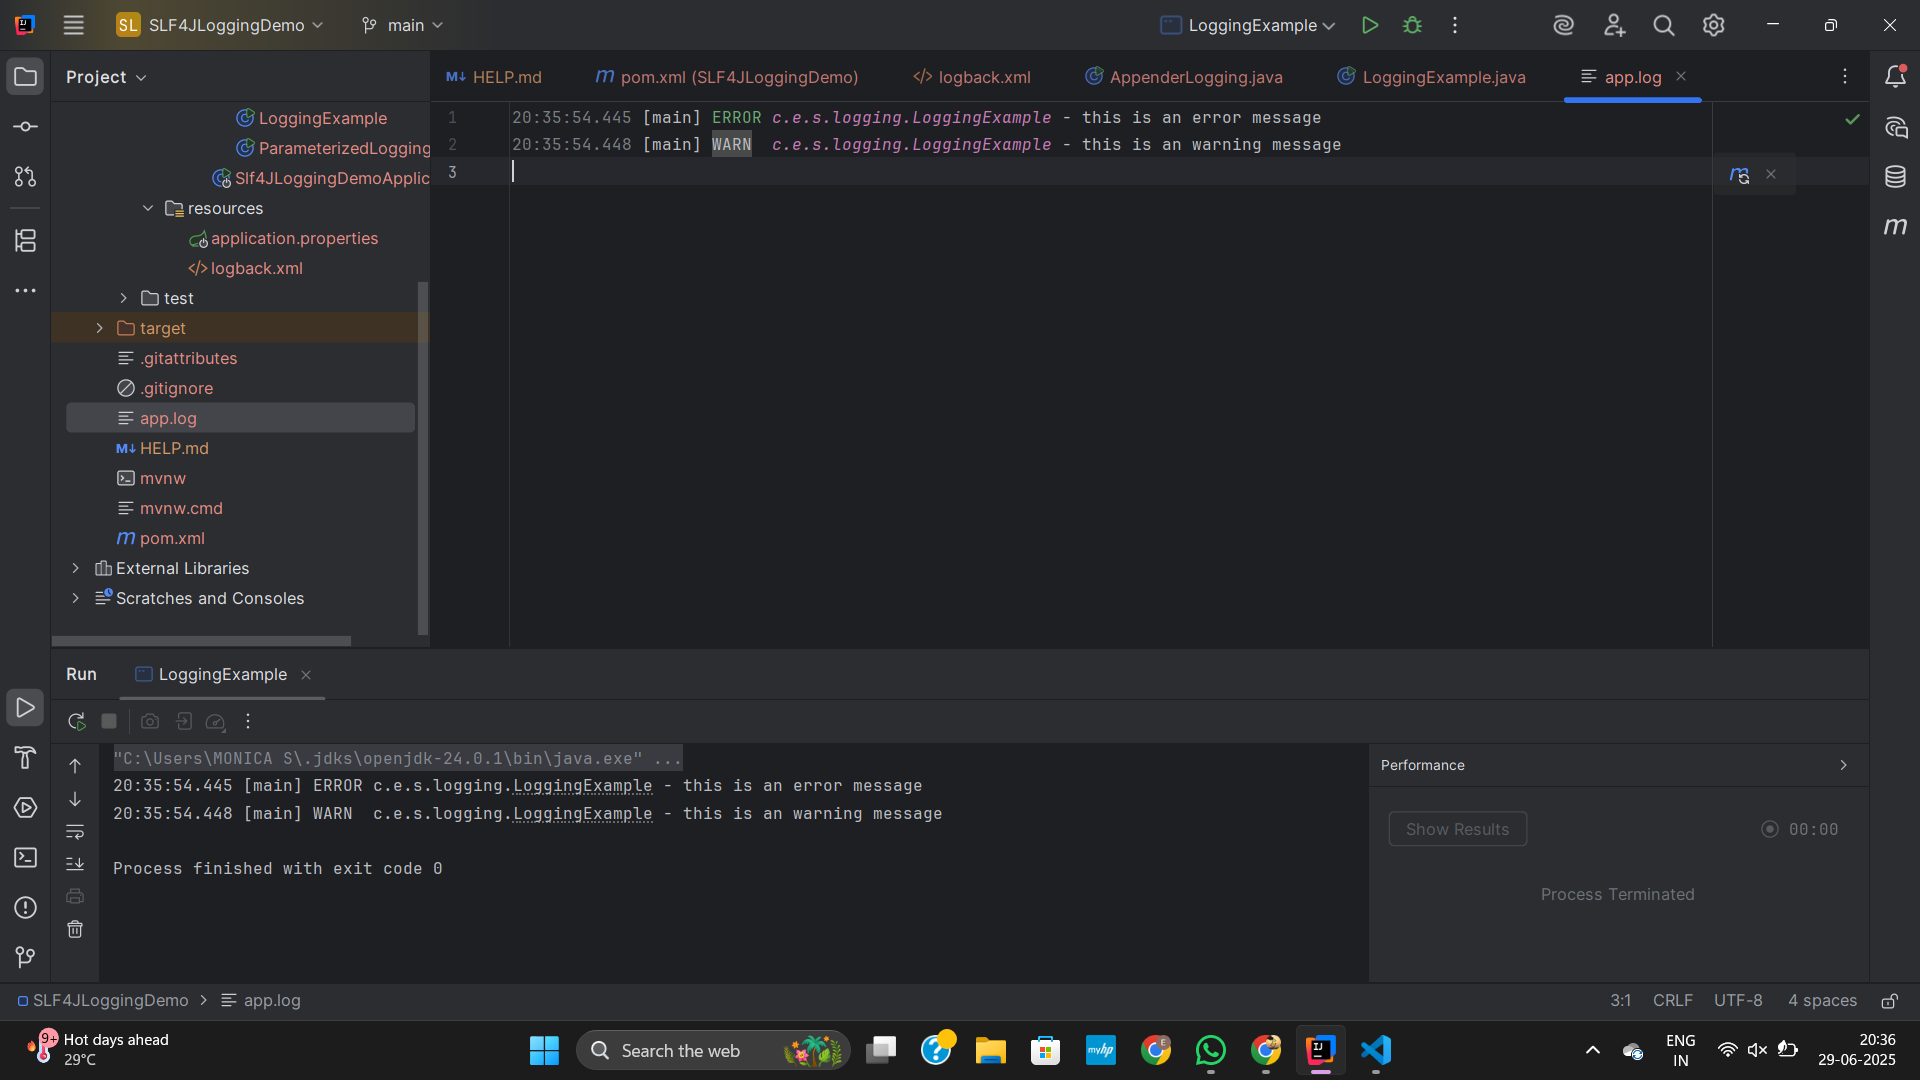 SL SLF4JLoggingDemo main LoggingExample
Project
HELP.md pom.xml (SLF4JLoggingDemo) logback.xml AppenderLogging.java LoggingExample.java app.log
LoggingExample
ParameterizedLogging
Slf4JLoggingDemoApplic
resources
application.properties
logback.xml
test
target
.gitattributes
.gitignore
app.log
HELP.md
mvnw
mvnw.cmd
pom.xml
External Libraries
Scratches and Consoles
1 20:35:54.445 [main] ERROR c.e.s.logging.LoggingExample - this is an error message
2 20:35:54.448 [main] WARN  c.e.s.logging.LoggingExample - this is an warning message
3
Run LoggingExample
"C:\Users\MONICA S\.jdks\openjdk-24.0.1\bin\java.exe" ...
20:35:54.445 [main] ERROR c.e.s.logging.LoggingExample - this is an error message
20:35:54.448 [main] WARN  c.e.s.logging.LoggingExample - this is an warning message
Process finished with exit code 0
Performance
Show Results 00:00
Process Terminated
SLF4JLoggingDemo > app.log
3:1 CRLF UTF-8 4 spaces
9+ Hot days ahead
29°C
Search the web
myhp
ENG
IN
20:36
29-06-2025